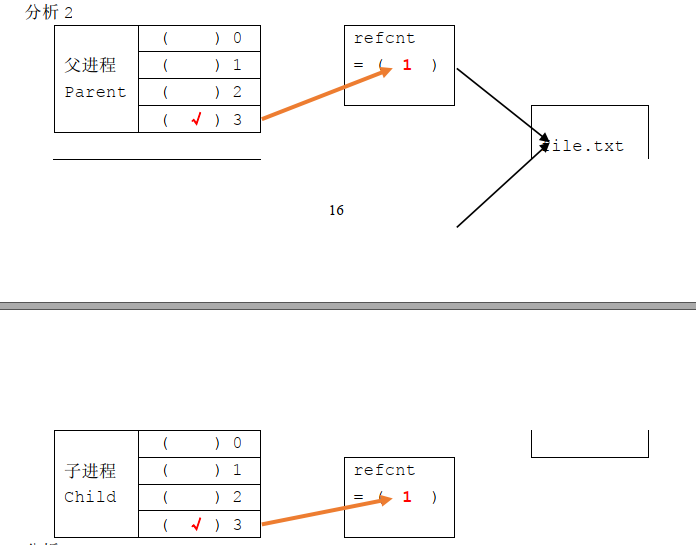 分析 2
( ) 0
父进程 ( ) 1
Parent ( ) 2
( √ ) 3
refcnt
= ( 1 )
file.txt
16
( ) 0
子进程 ( ) 1
Child ( ) 2
( √ ) 3
refcnt
= ( 1 )